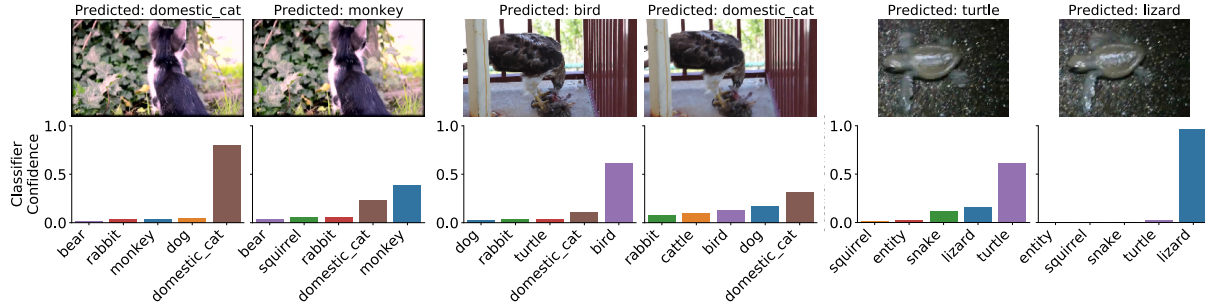 Predicted: domestic_cat
Predicted: monkey
Predicted: bird
Predicted: domestic_cat
Predicted: turtle
Predicted: lizard
Classifier
Confidence
1.0
0.5
0.0
bear
rabbit
monkey
dog
domestic_cat
bear
squirrel
rabbit
domestic_cat
monkey
1.0
0.5
0.0
dog
rabbit
turtle
domestic_cat
bird
rabbit
cattle
bird
dog
domestic_cat
1.0
0.5
0.0
squirrel
entity
snake
lizard
turtle
entity
squirrel
snake
turtle
lizard